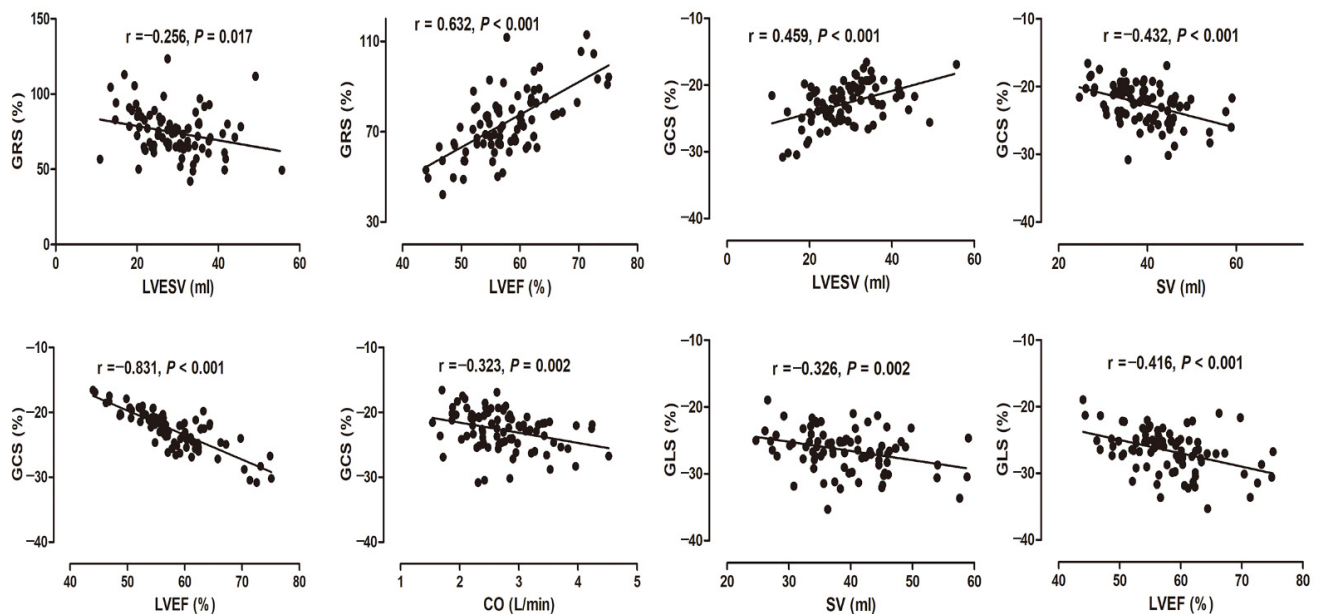 r=−0.256, P = 0.017
150
100
50
0
GRS (%)
0 20 40 60
LVESV (ml)
r = 0.632, P < 0.001
110
70
30
GRS (%)
40 50 60 70 80
LVEF (%)
r = 0.459, P < 0.001
−10
−20
−30
−40
GCS (%)
0 20 40 60
LVESV (ml)
r=−0.432, P < 0.001
−10
−20
−30
−40
GCS (%)
20 40 60
SV (ml)
r=−0.831, P < 0.001
−10
−20
−30
−40
GCS (%)
40 50 60 70 80
LVEF (%)
r=−0.323, P = 0.002
−10
−20
−30
−40
GCS (%)
1 2 3 4 5
CO (L/min)
r=−0.326, P = 0.002
−10
−20
−30
−40
GLS (%)
20 30 40 50 60
SV (ml)
r=−0.416, P < 0.001
−10
−20
−30
−40
GLS (%)
40 50 60 70 80
LVEF (%)